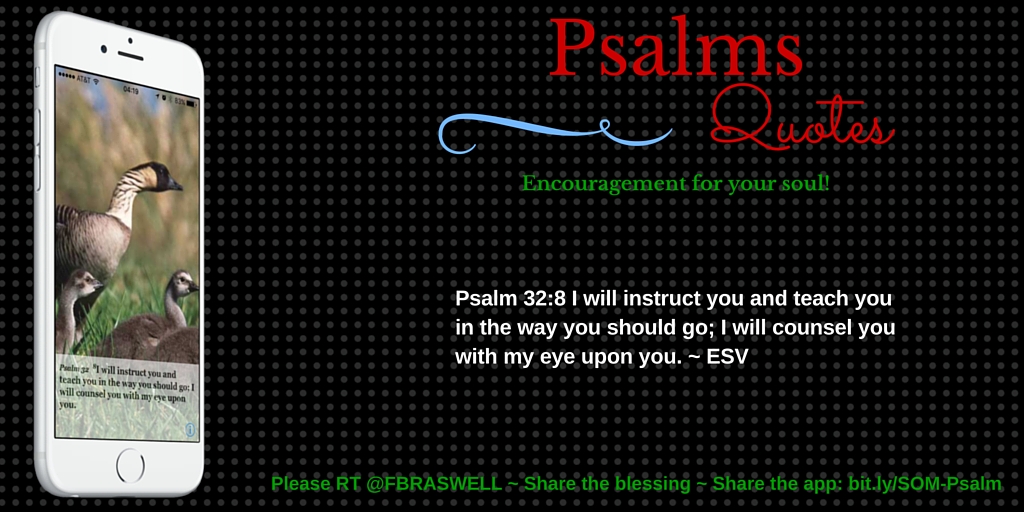 Psalms
Quotes
Encouragement for your soul!
Psalm 32:8 I will instruct you and teach you
in the way you should go; I will counsel you
with my eye upon you. ~ ESV
Please RT @FBRASWELL ~ Share the blessing ~ Share the app: bit.ly/SOM-Psalm
AT&T
04:19
Psalm 32 "I will instruct you and
teach you in the way you should go: I
will counsel you with my eye upon
you.